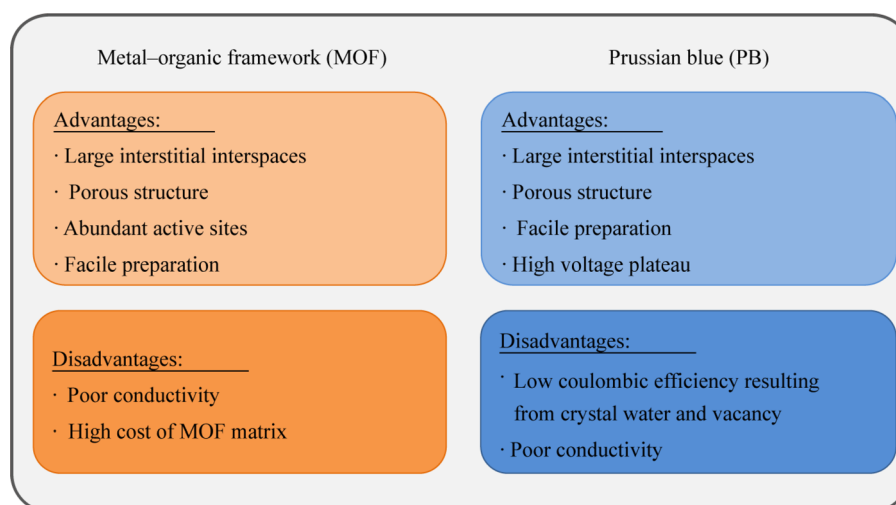 Metal–organic framework (MOF)
Advantages:
· Large interstitial interspaces
· Porous structure
· Abundant active sites
· Facile preparation
Disadvantages:
· Poor conductivity
· High cost of MOF matrix
Prussian blue (PB)
Advantages:
· Large interstitial interspaces
· Porous structure
· Facile preparation
· High voltage plateau
Disadvantages:
· Low coulombic efficiency resulting
from crystal water and vacancy
· Poor conductivity